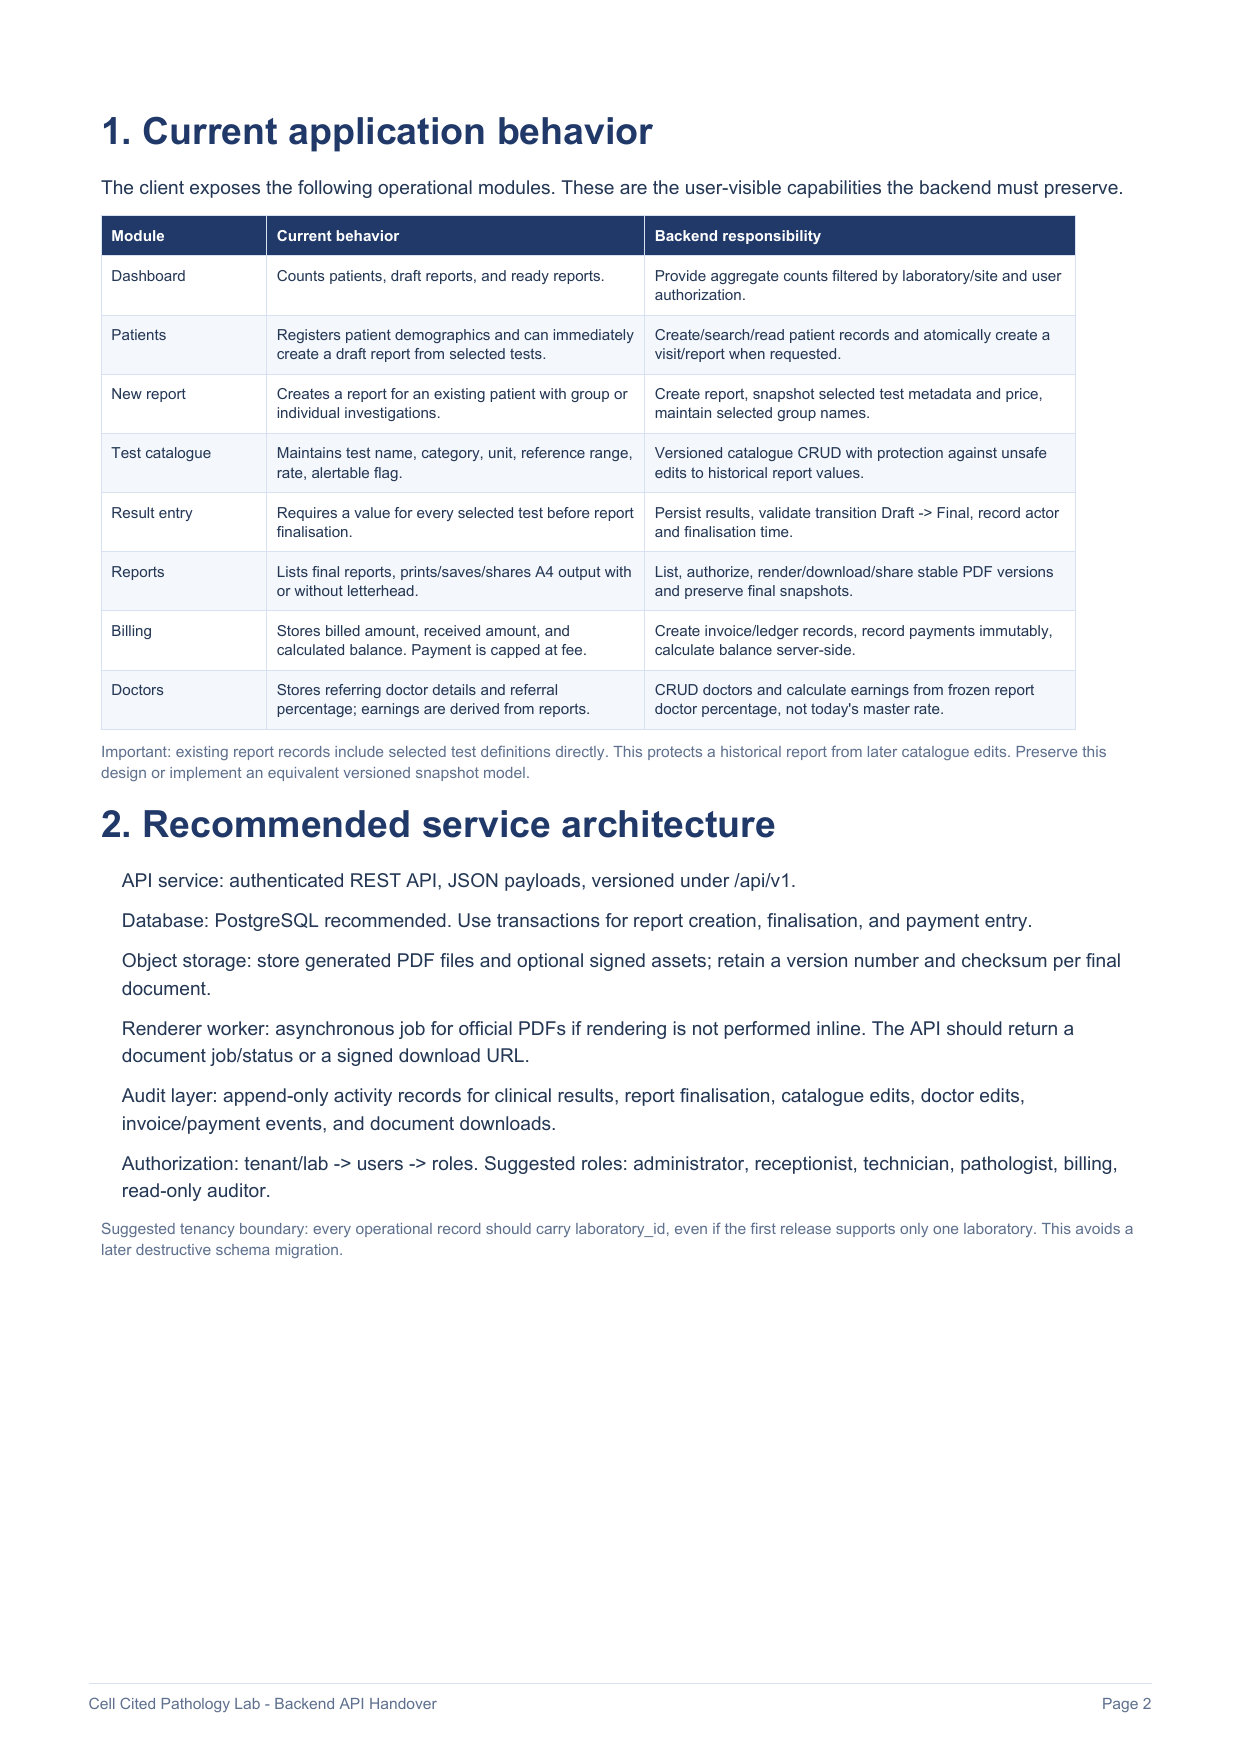 1. Current application behavior
The client exposes the following operational modules. These are the user-visible capabilities the backend must preserve.
Module
Current behavior
Backend responsibility
Dashboard
Counts patients, draft reports, and ready reports.
Provide aggregate counts filtered by laboratory/site and user
authorization.
Patients
Registers patient demographics and can immediately
create a draft report from selected tests.
Create/search/read patient records and atomically create a
visit/report when requested.
New report
Creates a report for an existing patient with group or
individual investigations.
Create report, snapshot selected test metadata and price,
maintain selected group names.
Test catalogue
Maintains test name, category, unit, reference range,
rate, alertable flag.
Versioned catalogue CRUD with protection against unsafe
edits to historical report values.
Result entry
Requires a value for every selected test before report
finalisation.
Persist results, validate transition Draft -> Final, record actor
and finalisation time.
Reports
Lists final reports, prints/saves/shares A4 output with
or without letterhead.
List, authorize, render/download/share stable PDF versions
and preserve final snapshots.
Billing
Stores billed amount, received amount, and
calculated balance. Payment is capped at fee.
Create invoice/ledger records, record payments immutably,
calculate balance server-side.
Doctors
Stores referring doctor details and referral
percentage; earnings are derived from reports.
CRUD doctors and calculate earnings from frozen report
doctor percentage, not today's master rate.
Important: existing report records include selected test definitions directly. This protects a historical report from later catalogue edits. Preserve this
design or implement an equivalent versioned snapshot model.
2. Recommended service architecture
API service: authenticated REST API, JSON payloads, versioned under /api/v1.
Database: PostgreSQL recommended. Use transactions for report creation, finalisation, and payment entry.
Object storage: store generated PDF files and optional signed assets; retain a version number and checksum per final
document.
Renderer worker: asynchronous job for official PDFs if rendering is not performed inline. The API should return a
document job/status or a signed download URL.
Audit layer: append-only activity records for clinical results, report finalisation, catalogue edits, doctor edits,
invoice/payment events, and document downloads.
Authorization: tenant/lab -> users -> roles. Suggested roles: administrator, receptionist, technician, pathologist, billing,
read-only auditor.
Suggested tenancy boundary: every operational record should carry laboratory_id, even if the first release supports only one laboratory. This avoids a
later destructive schema migration.
Cell Cited Pathology Lab - Backend API Handover
Page 2